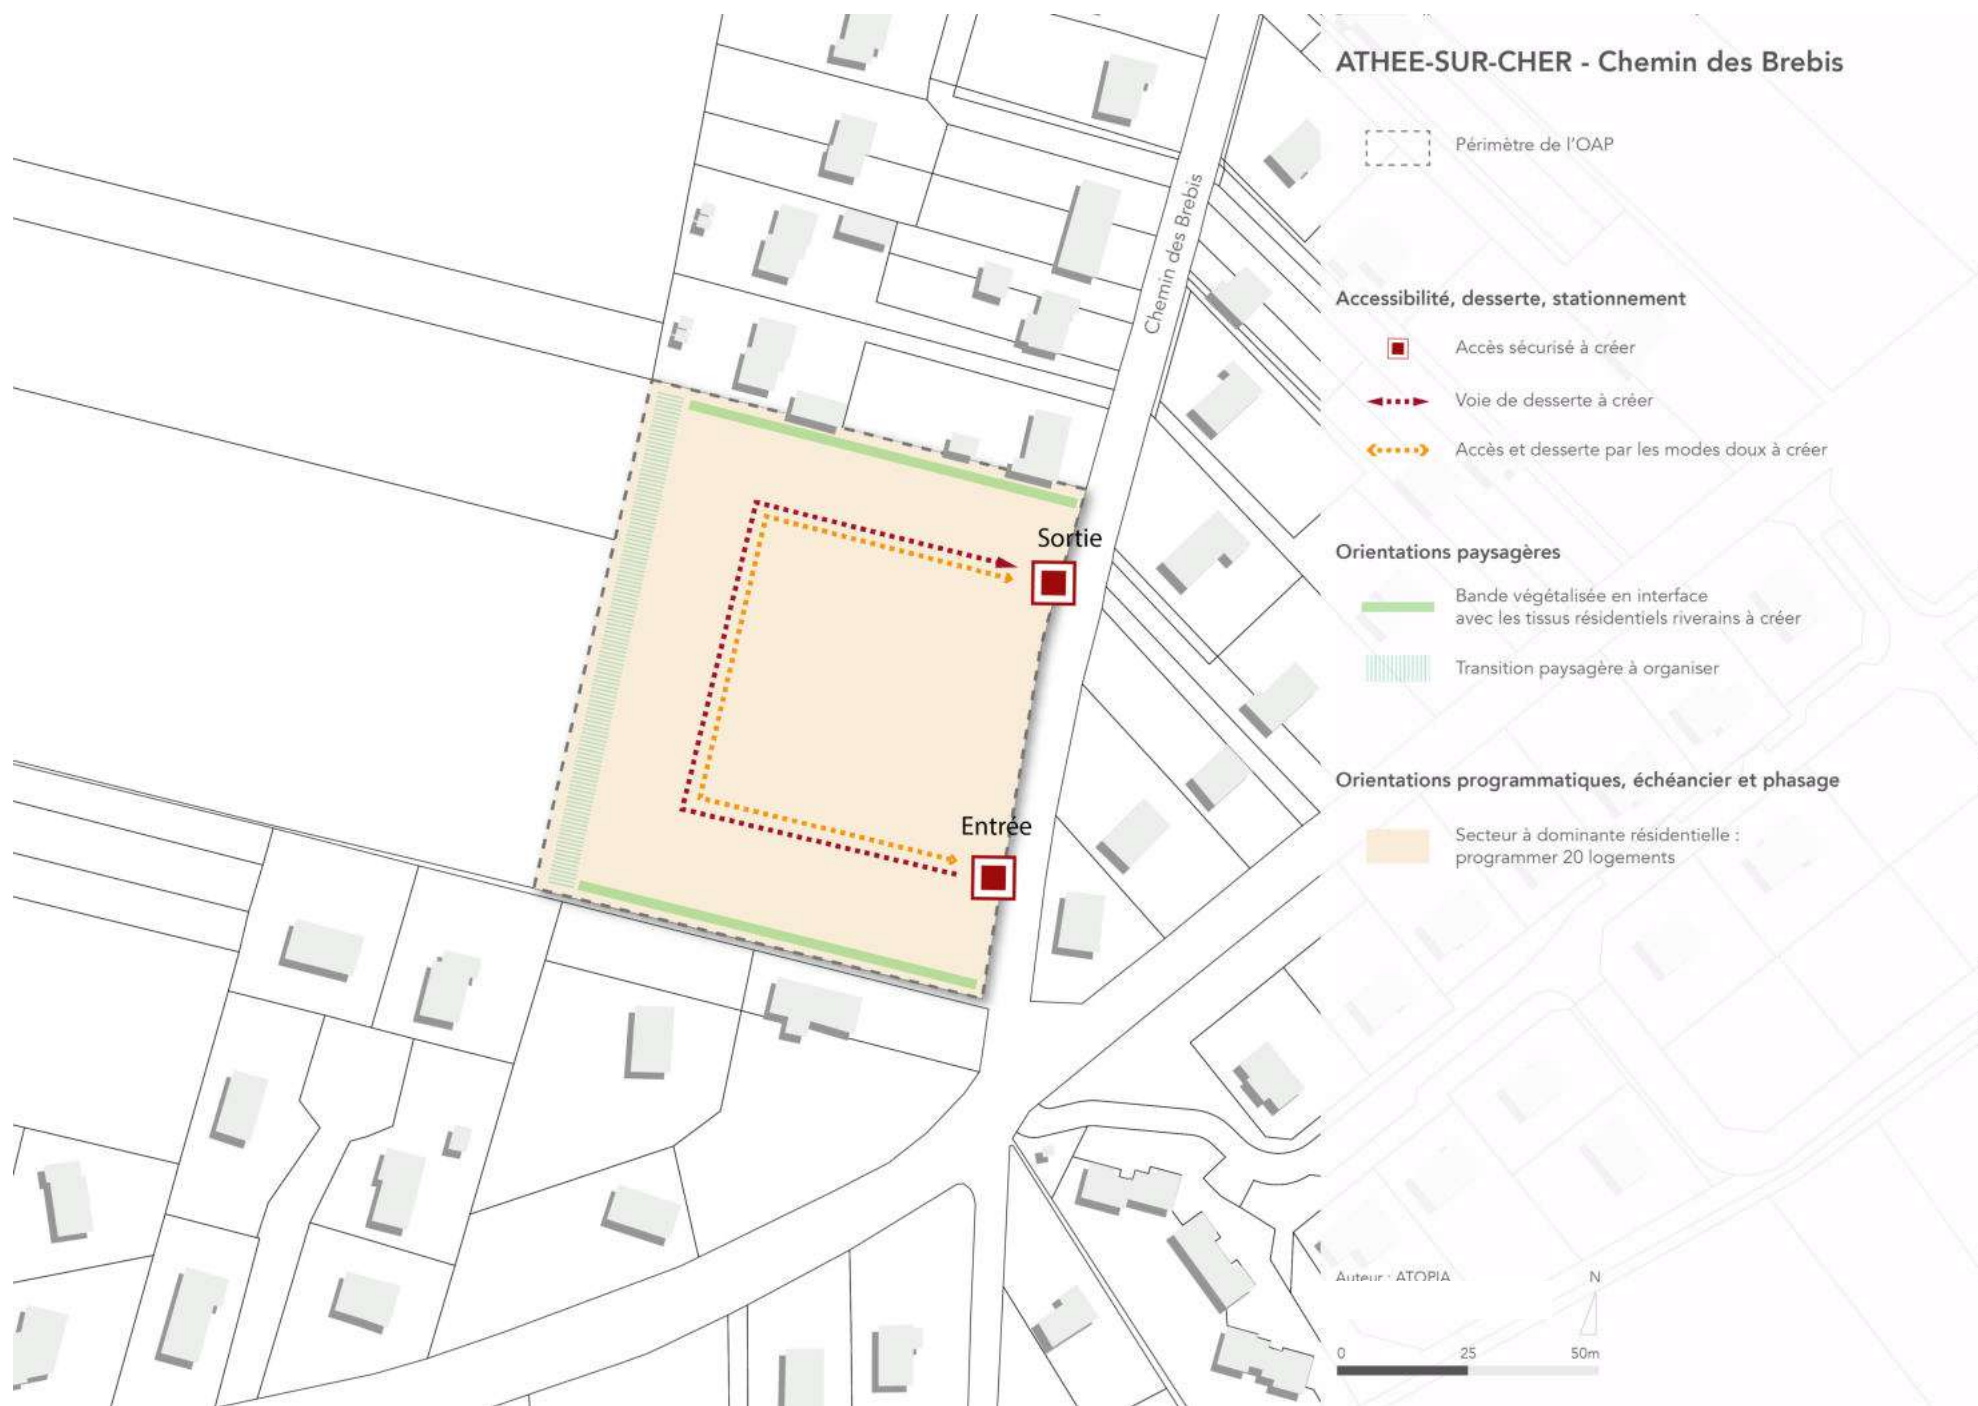 ATHEE-SUR-CHER - Chemin des Brebis
Périmètre de l'OAP
Chemin des Brebis
Accessibilité, desserte, stationnement
Accès sécurisé à créer
Voie de desserte à créer
Accès et desserte par les modes doux à créer
Sortie
Orientations paysagères
Bande végétalisée en interface
avec les tissus résidentiels riverains à créer
Transition paysagère à organiser
Orientations programmatiques, échéancier et phasage
Entrée
Secteur à dominante résidentielle :
programmer 20 logements
Auteur : ATOPIA
N
0 25 50m